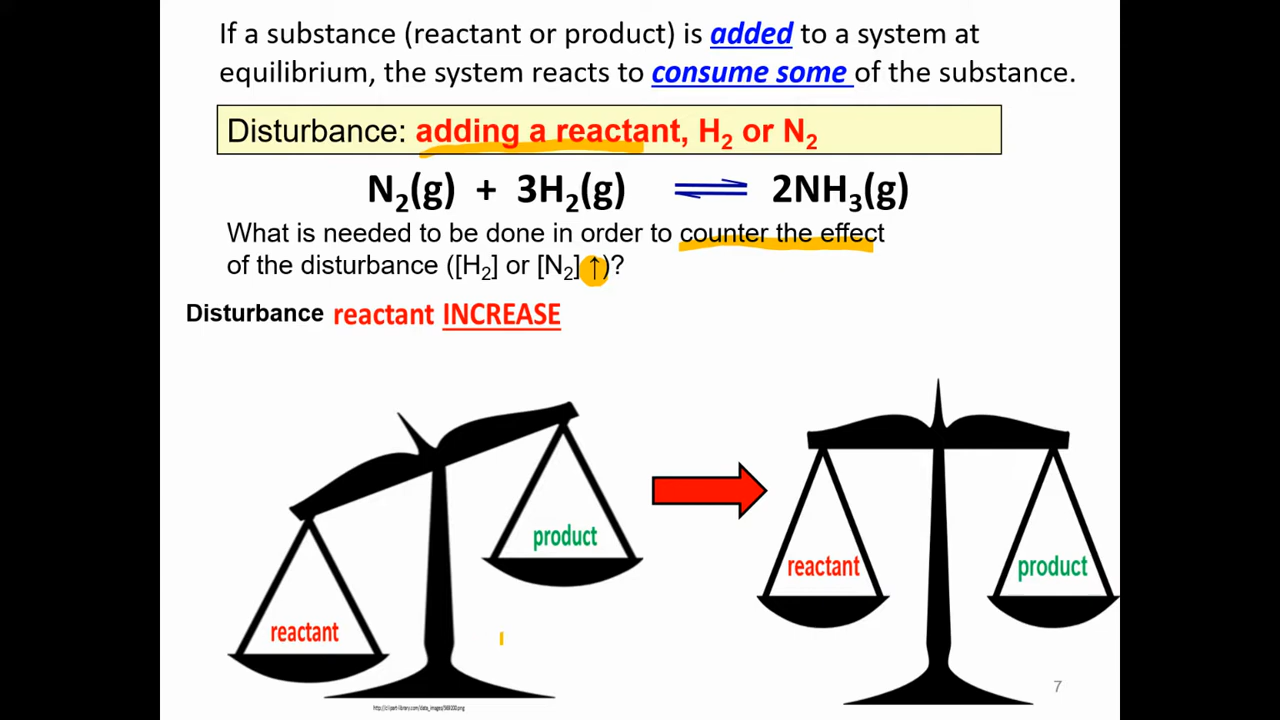 If a substance (reactant or product) is added to a system at
equilibrium, the system reacts to consume some of the substance.
Disturbance: adding a reactant, H₂ or N₂
N₂(g) + 3H₂(g) ⇌ 2NH₃(g)
What is needed to be done in order to counter the effect
of the disturbance ([H₂] or [N₂] ↑)?
Disturbance reactant INCREASE
product
reactant
reactant
product
7